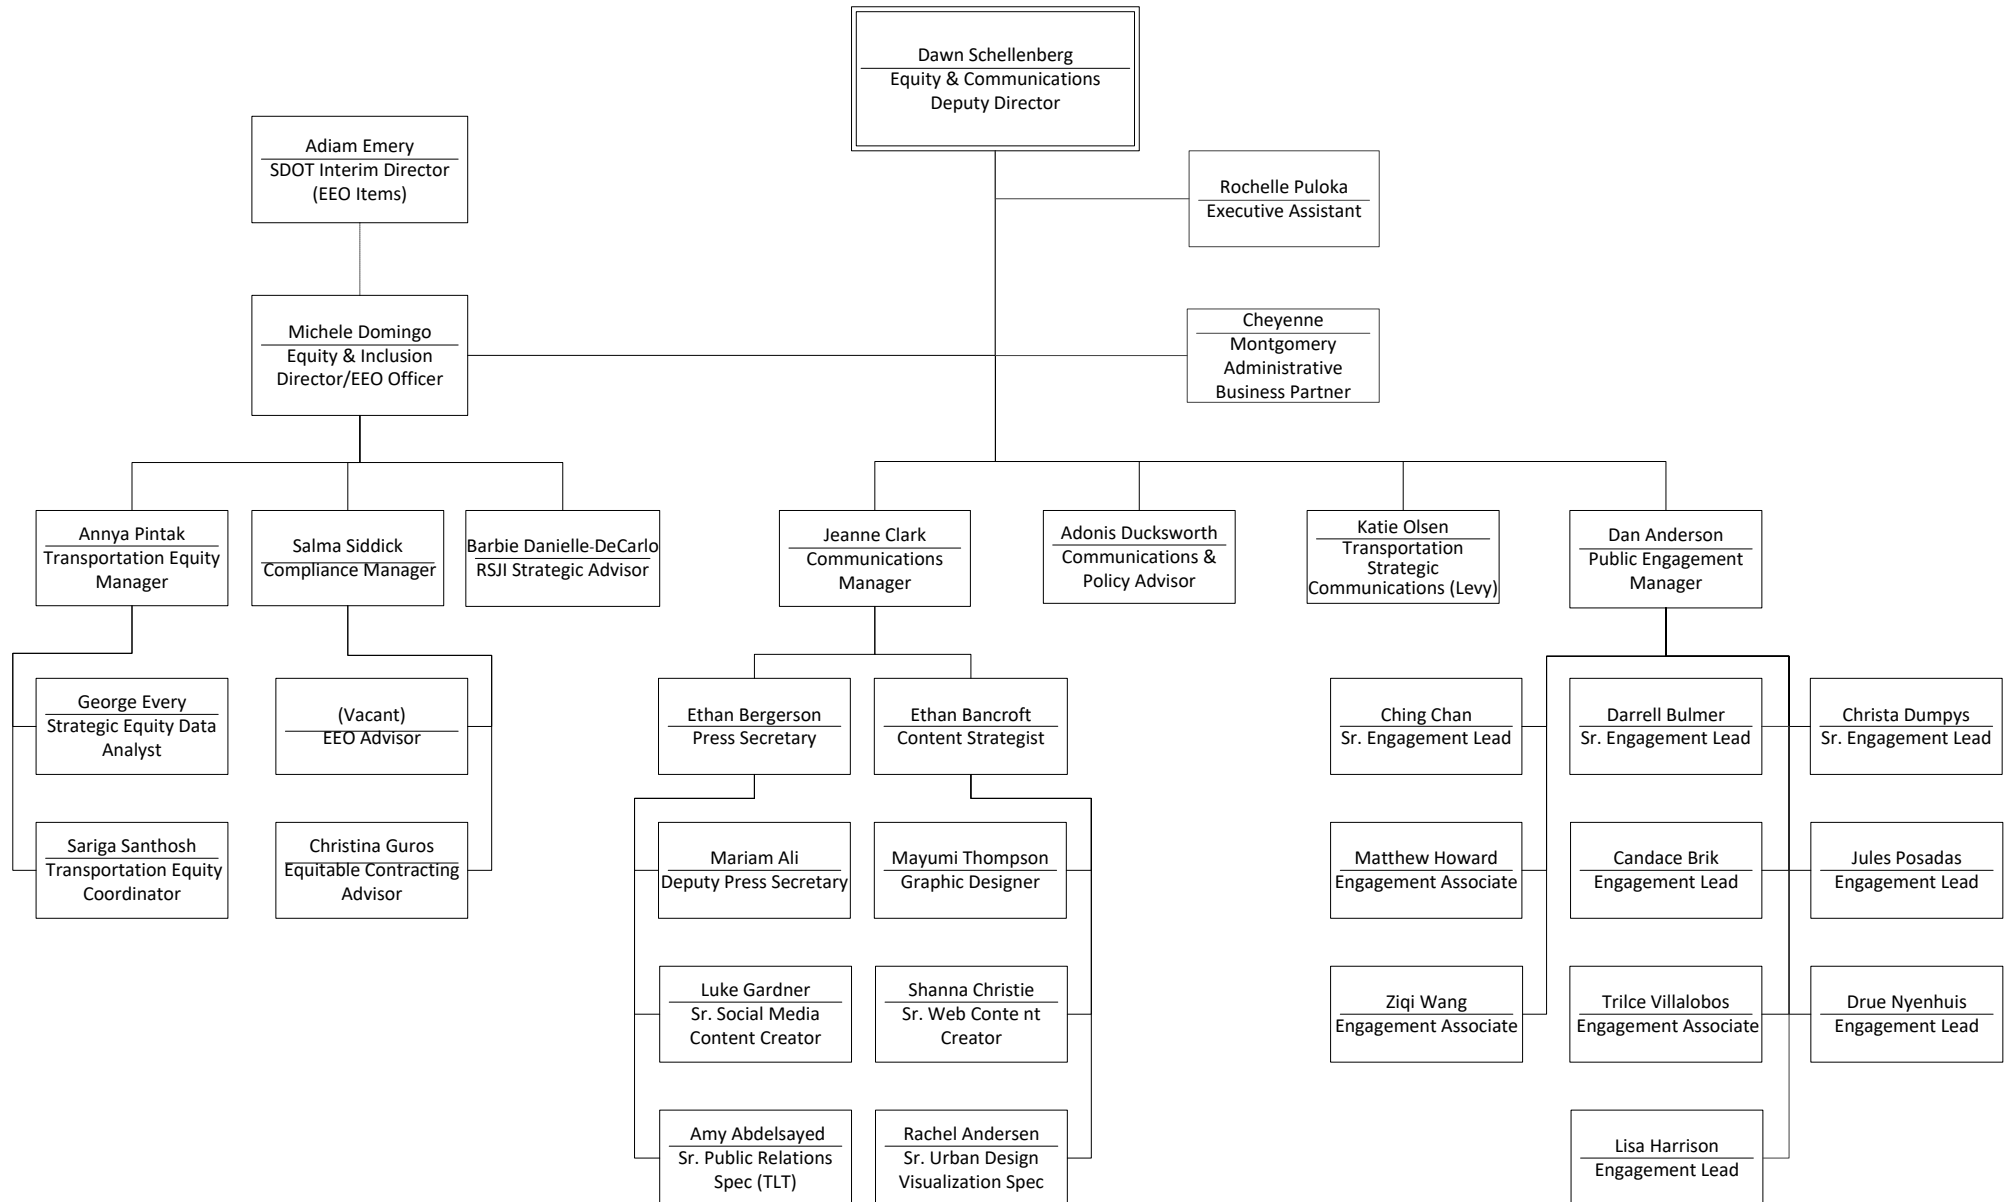 Dawn Schellenberg
Equity & Communications
Deputy Director
Adiam Emery
SDOT Interim Director
(EEO Items)
Rochelle Puloka
Executive Assistant
Michele Domingo
Equity & Inclusion
Director/EEO Officer
Cheyenne
Montgomery
Administrative
Business Partner
Annya Pintak
Transportation Equity
Manager
Salma Siddick
Compliance Manager
Barbie Danielle-DeCarlo
RSJI Strategic Advisor
Jeanne Clark
Communications
Manager
Adonis Ducksworth
Communications &
Policy Advisor
Katie Olsen
Transportation
Strategic
Communications (Levy)
Dan Anderson
Public Engagement
Manager
George Every
Strategic Equity Data
Analyst
(Vacant)
EEO Advisor
Ethan Bergerson
Press Secretary
Ethan Bancroft
Content Strategist
Ching Chan
Sr. Engagement Lead
Darrell Bulmer
Sr. Engagement Lead
Christa Dumpys
Sr. Engagement Lead
Sariga Santhosh
Transportation Equity
Coordinator
Christina Guros
Equitable Contracting
Advisor
Mariam Ali
Deputy Press Secretary
Mayumi Thompson
Graphic Designer
Matthew Howard
Engagement Associate
Candace Brik
Engagement Lead
Jules Posadas
Engagement Lead
Luke Gardner
Sr. Social Media
Content Creator
Shanna Christie
Sr. Web Conte nt
Creator
Ziqi Wang
Engagement Associate
Trilce Villalobos
Engagement Associate
Drue Nyenhuis
Engagement Lead
Amy Abdelsayed
Sr. Public Relations
Spec (TLT)
Rachel Andersen
Sr. Urban Design
Visualization Spec
Lisa Harrison
Engagement Lead